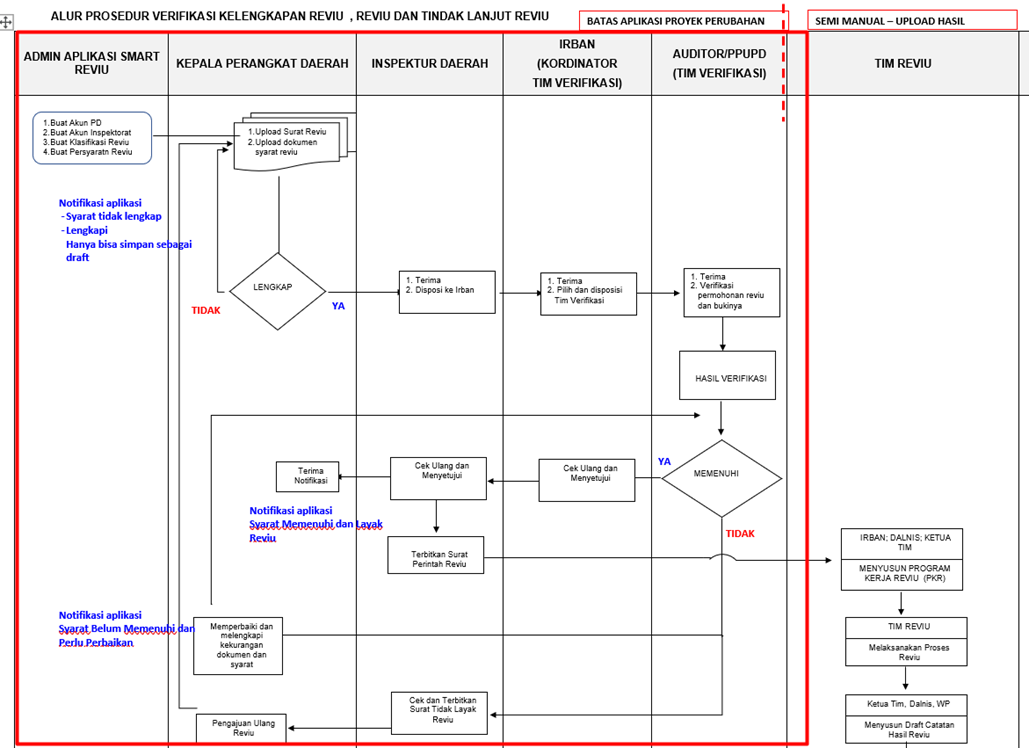 ALUR PROSEDUR VERIFIKASI KELENGKAPAN REVIU , REVIU DAN TINDAK LANJUT REVIU
BATAS APLIKASI PROYEK PERUBAHAN
SEMI MANUAL – UPLOAD HASIL
ADMIN APLIKASI SMART
REVIU
KEPALA PERANGKAT DAERAH
INSPEKTUR DAERAH
IRBAN
(KORDINATOR
TIM VERIFIKASI)
AUDITOR/PPUPD
(TIM VERIFIKASI)
TIM REVIU
1.Buat Akun PD
2.Buat Akun Inspektorat
3.Buat Klasifikasi Reviu
4.Buat Persyaratn Reviu
1.Upload Surat Reviu
2.Upload dokumen
syarat reviu
Notifikasi aplikasi
- Syarat tidak lengkap
- Lengkapi
Hanya bisa simpan sebagai
draft
LENGKAP
TIDAK
YA
1. Terima
2. Disposi ke Irban
1. Terima
2. Pilih dan disposisi
Tim Verifikasi
1. Terima
2. Verifikasi
permohonan reviu
dan bukinya
HASIL VERIFIKASI
MEMENUHI
YA
TIDAK
Cek Ulang dan
Menyetujui
Cek Ulang dan
Menyetujui
Terima
Notifikasi
Notifikasi aplikasi
Syarat Memenuhi dan Layak
Reviu
Terbitkan Surat
Perintah Reviu
IRBAN; DALNIS; KETUA
TIM
MENYUSUN PROGRAM
KERJA REVIU (PKR)
Notifikasi aplikasi
Syarat Belum Memenuhi dan
Perlu Perbaikan
Memperbaiki dan
melengkapi
kekurangan
dokumen dan
syarat
TIM REVIU
Melaksanakan Proses
Reviu
Cek dan Terbitkan
Surat Tidak Layak
Reviu
Pengajuan Ulang
Reviu
Ketua Tim, Dalnis, WP
Menyusun Draft Catatan
Hasil Reviu